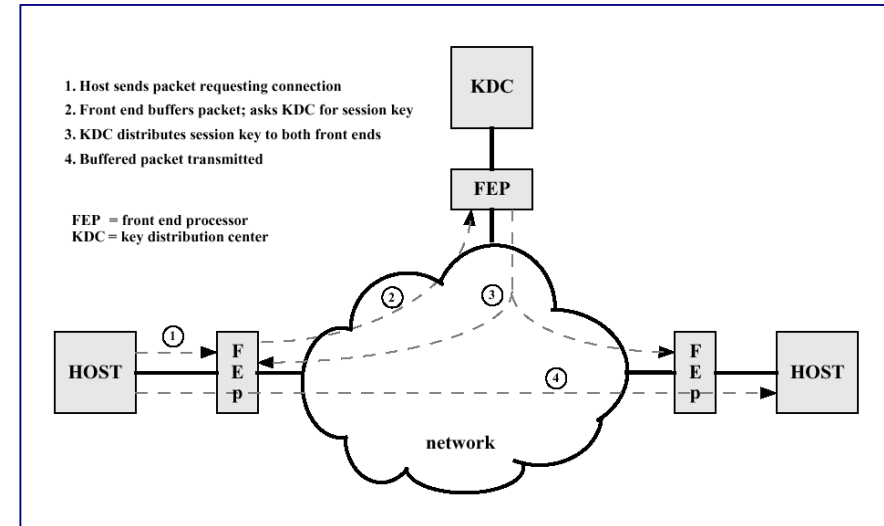 1. Host sends packet requesting connection
2. Front end buffers packet; asks KDC for session key
3. KDC distributes session key to both front ends
4. Buffered packet transmitted
FEP = front end processor
KDC = key distribution center
KDC
FEP
2
3
1
HOST
F
E
p
4
F
E
p
HOST
network